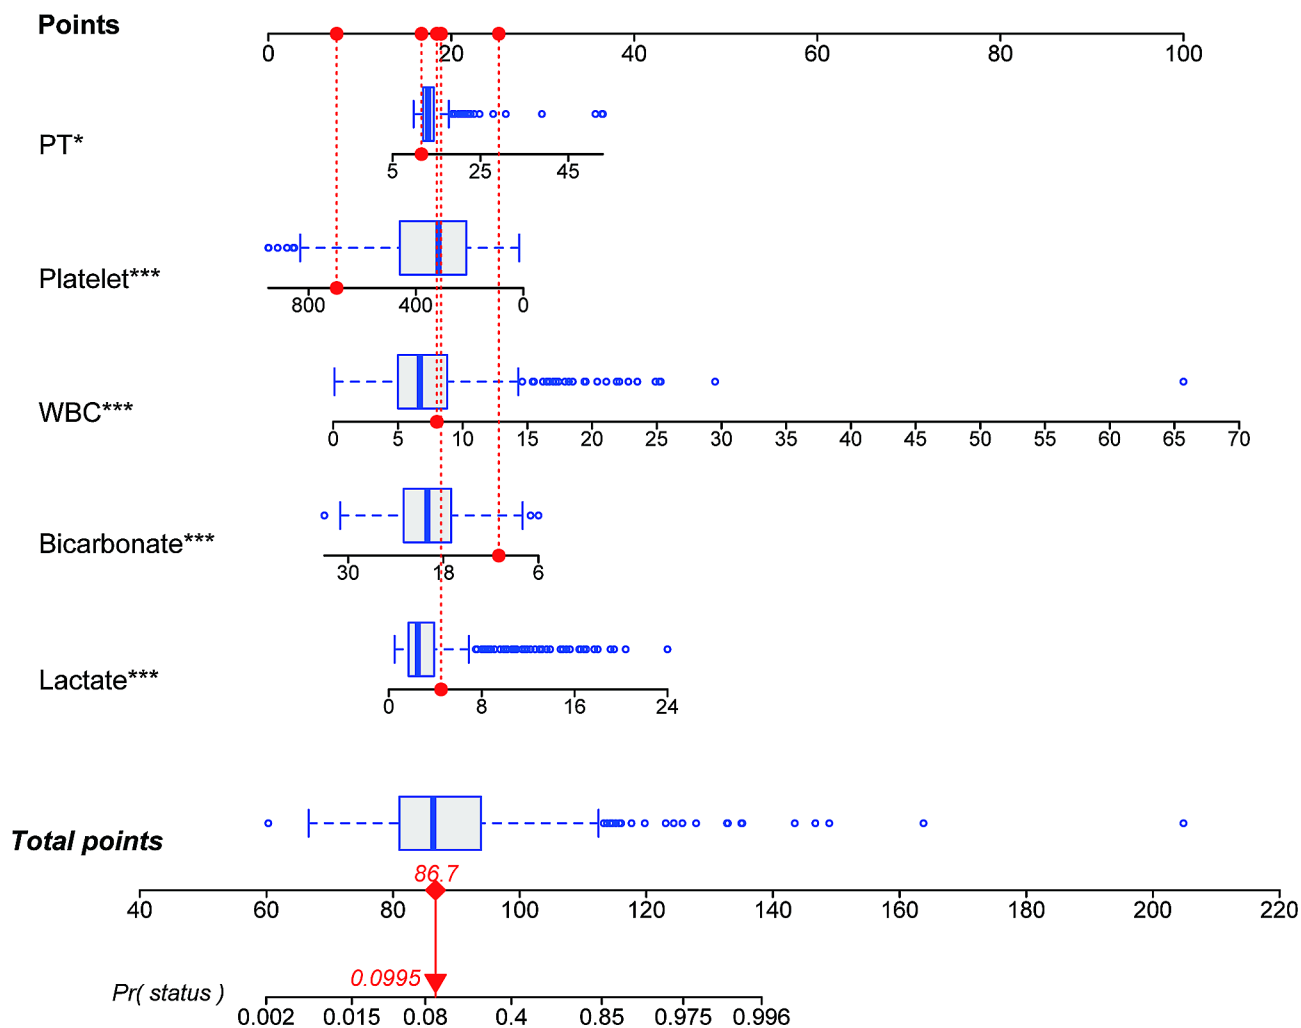 Points
0 20 40 60 80 100
PT*
5 25 45
Platelet***
800 400 0
WBC***
0 5 10 15 20 25 30 35 40 45 50 55 60 65 70
Bicarbonate***
30 18 6
Lactate***
0 8 16 24
Total points
86.7
40 60 80 100 120 140 160 180 200 220
0.0995
Pr( status )
0.002 0.015 0.08 0.4 0.85 0.975 0.996